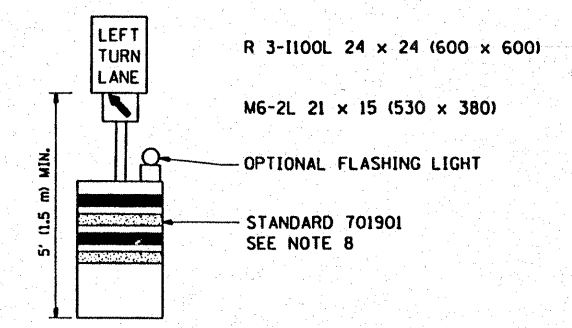 LEFT
TURN
LANE
R 3-I100L 24 x 24 (600 x 600)
M6-2L 21 x 15 (530 x 380)
OPTIONAL FLASHING LIGHT
STANDARD 701901
SEE NOTE 8
5' (1.5 m) MIN.